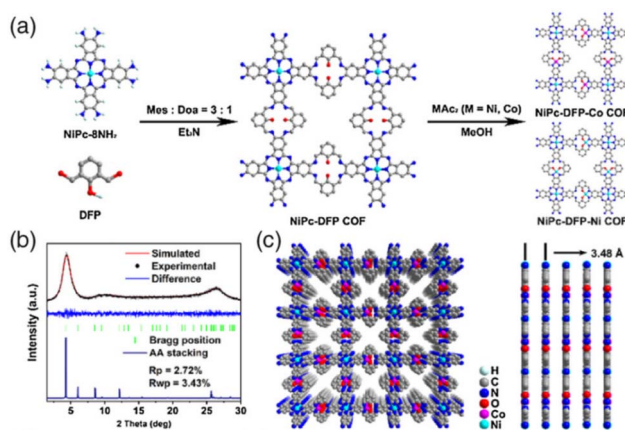 (a)
NiPc-8NH₂
DFP
Mes : Doa = 3 : 1
Et₃N
NiPc-DFP COF
MAc₂ (M = Ni, Co)
MeOH
NiPc-DFP-Co COF
NiPc-DFP-Ni COF
(b)
Intensity (a.u.)
Simulated
Experimental
Difference
Bragg position
AA stacking
Rp = 2.72%
Rwp = 3.43%
5 10 15 20 25 30
2 Theta (deg)
(c)
3.48 Å
H
C
N
O
Co
Ni